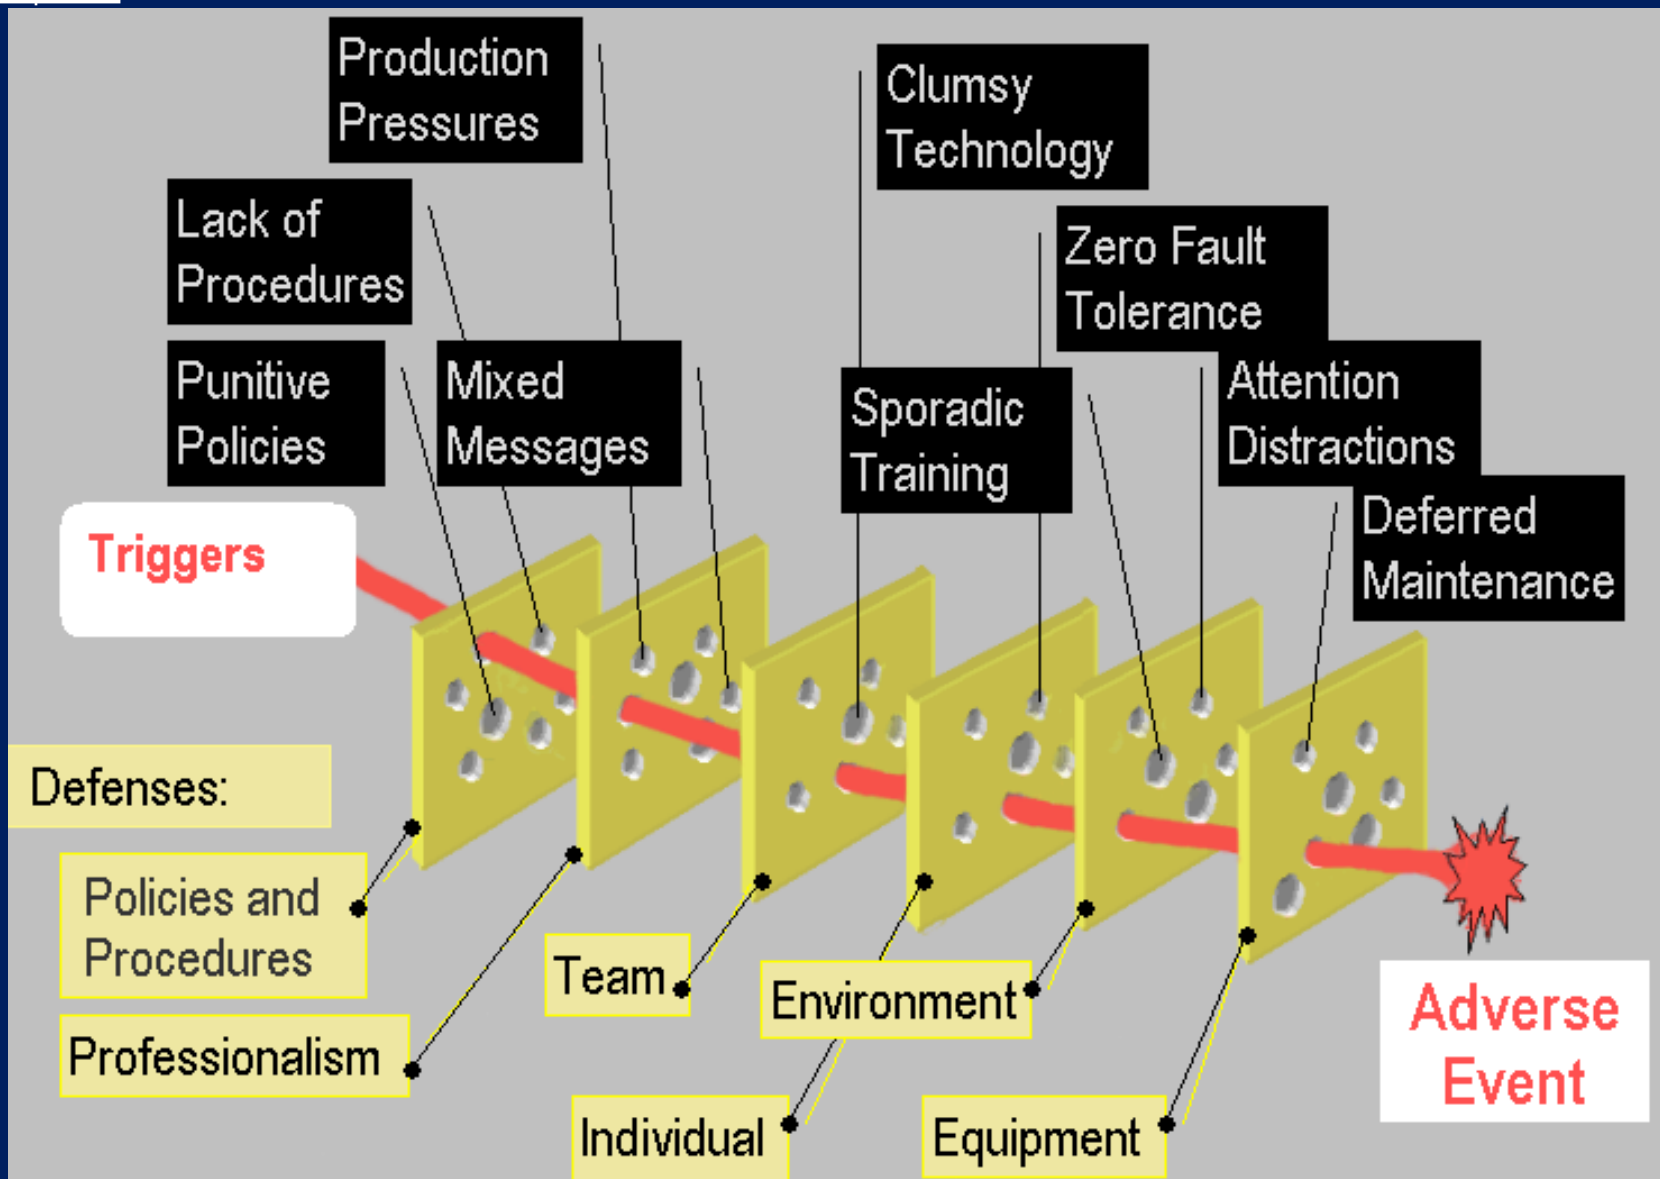 Production
Pressures
Clumsy
Technology
Lack of
Procedures
Zero Fault
Tolerance
Punitive
Policies
Mixed
Messages
Sporadic
Training
Attention
Distractions
Deferred
Maintenance
Triggers
Defenses:
Policies and
Procedures
Professionalism
Team
Environment
Individual
Equipment
Adverse
Event